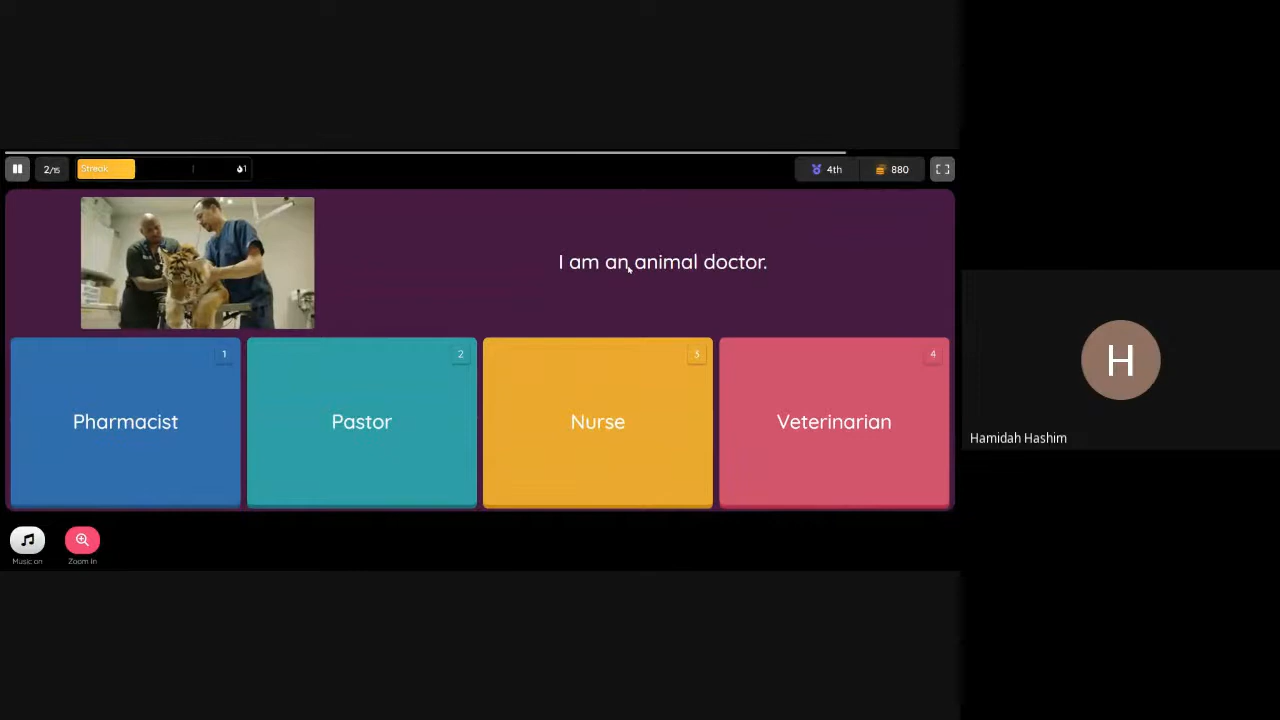 2/15
Streak
1
4th
880
I am an animal doctor.
1
Pharmacist
2
Pastor
3
Nurse
4
Veterinarian
Music on
Zoom In
H
Hamidah Hashim